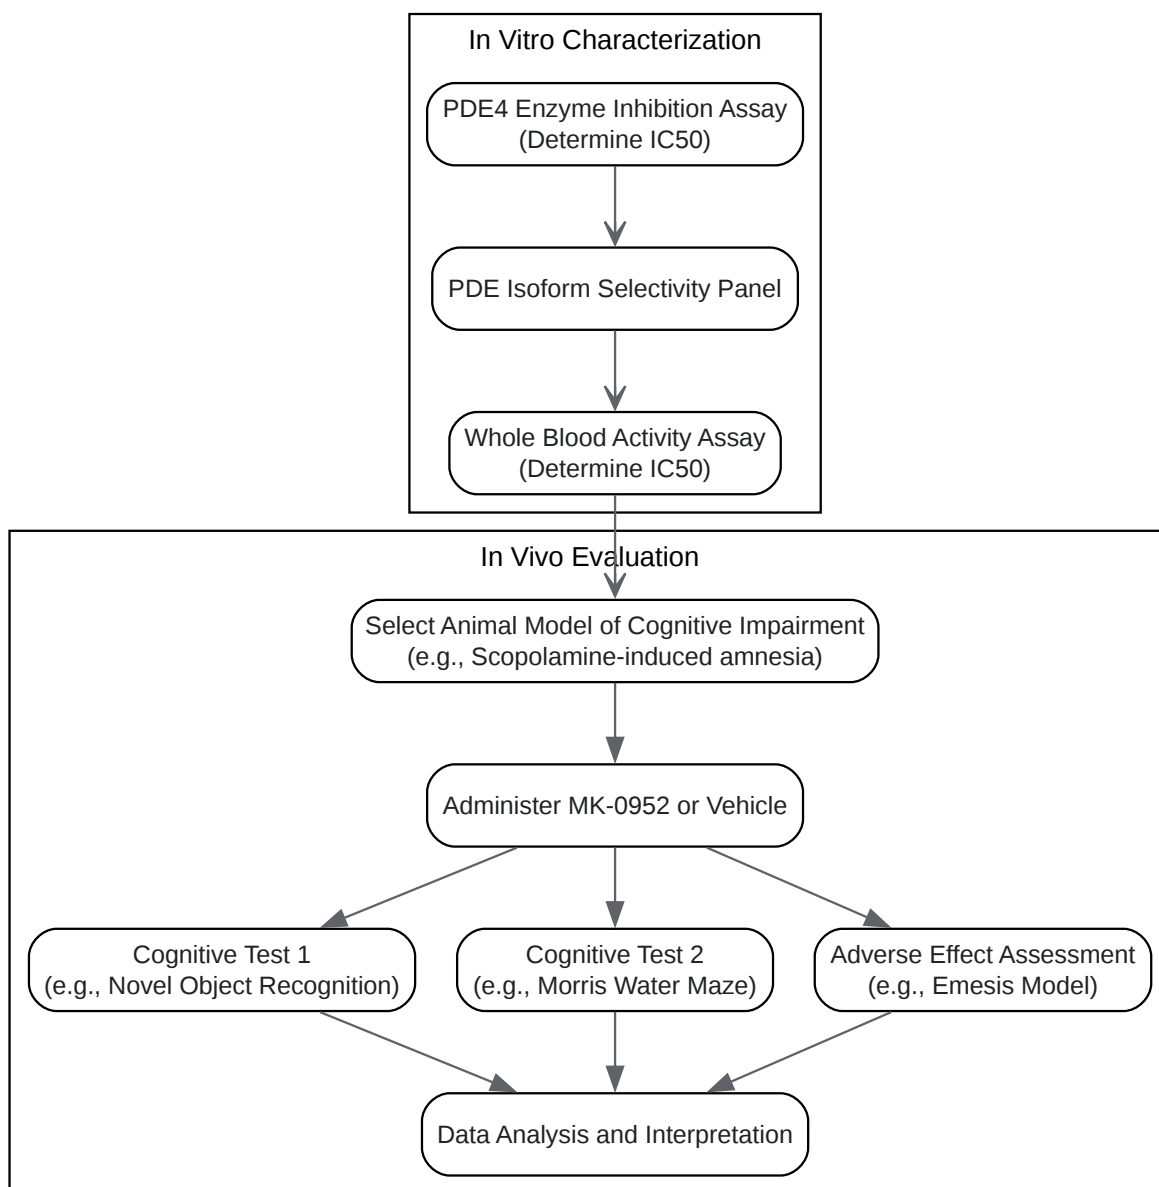 In Vitro Characterization
PDE4 Enzyme Inhibition Assay
(Determine IC50)
PDE Isoform Selectivity Panel
Whole Blood Activity Assay
(Determine IC50)
In Vivo Evaluation
Select Animal Model of Cognitive Impairment
(e.g., Scopolamine-induced amnesia)
Administer MK-0952 or Vehicle
Cognitive Test 1
(e.g., Novel Object Recognition)
Cognitive Test 2
(e.g., Morris Water Maze)
Adverse Effect Assessment
(e.g., Emesis Model)
Data Analysis and Interpretation